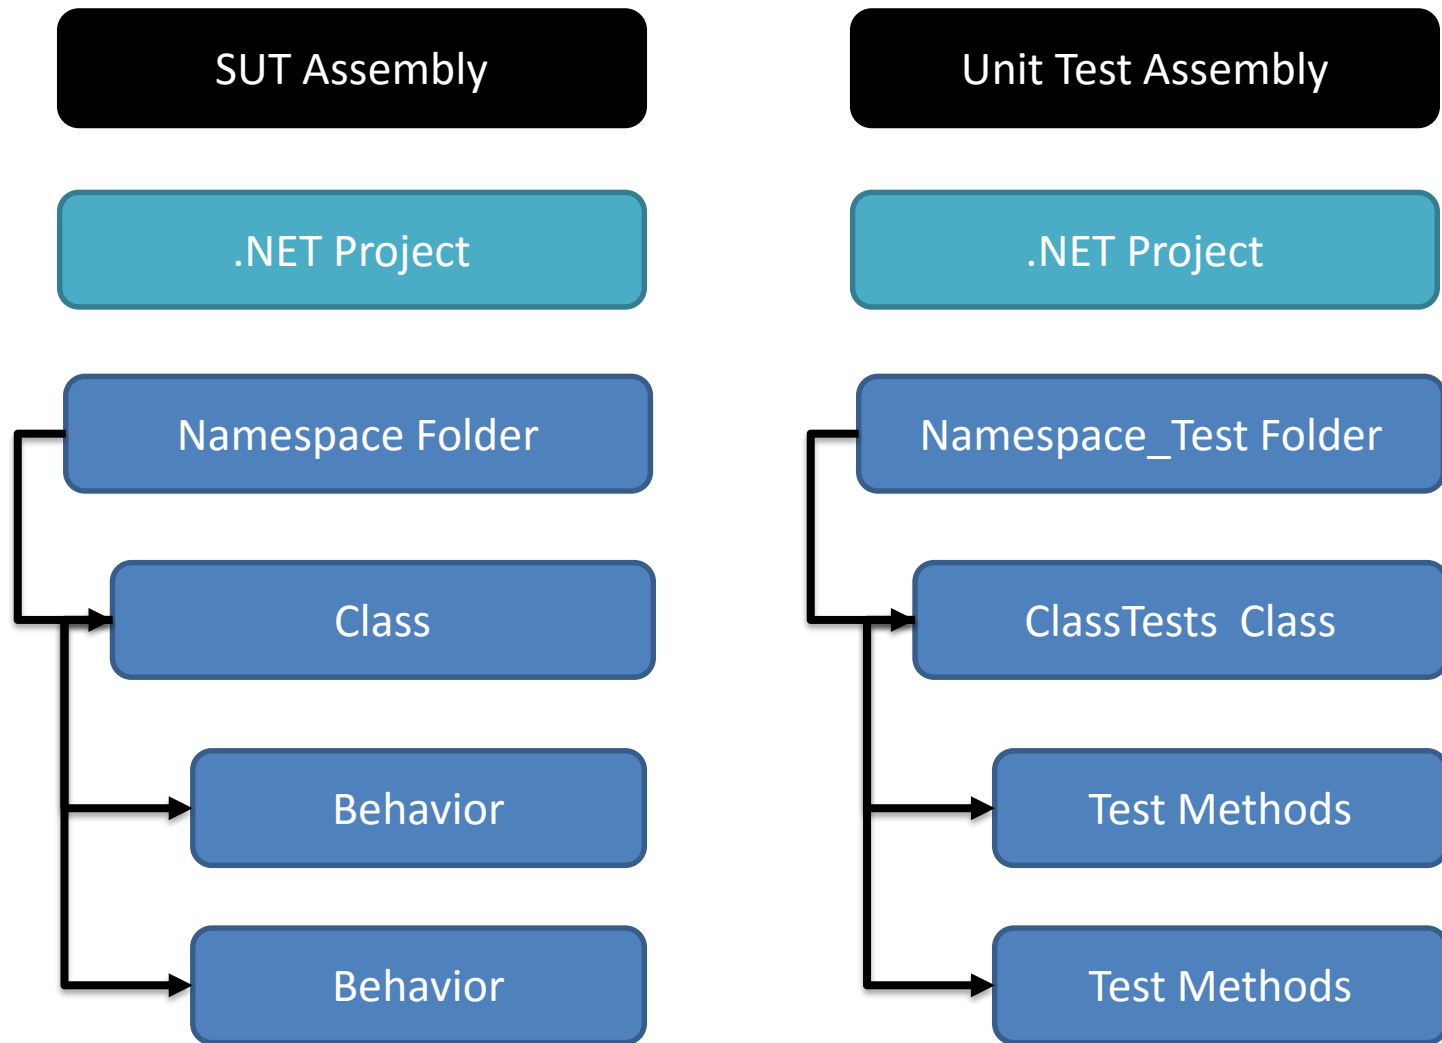 SUT Assembly
Unit Test Assembly
.NET Project
.NET Project
Namespace Folder
Namespace_Test Folder
Class
ClassTests  Class
Behavior
Test Methods
Behavior
Test Methods